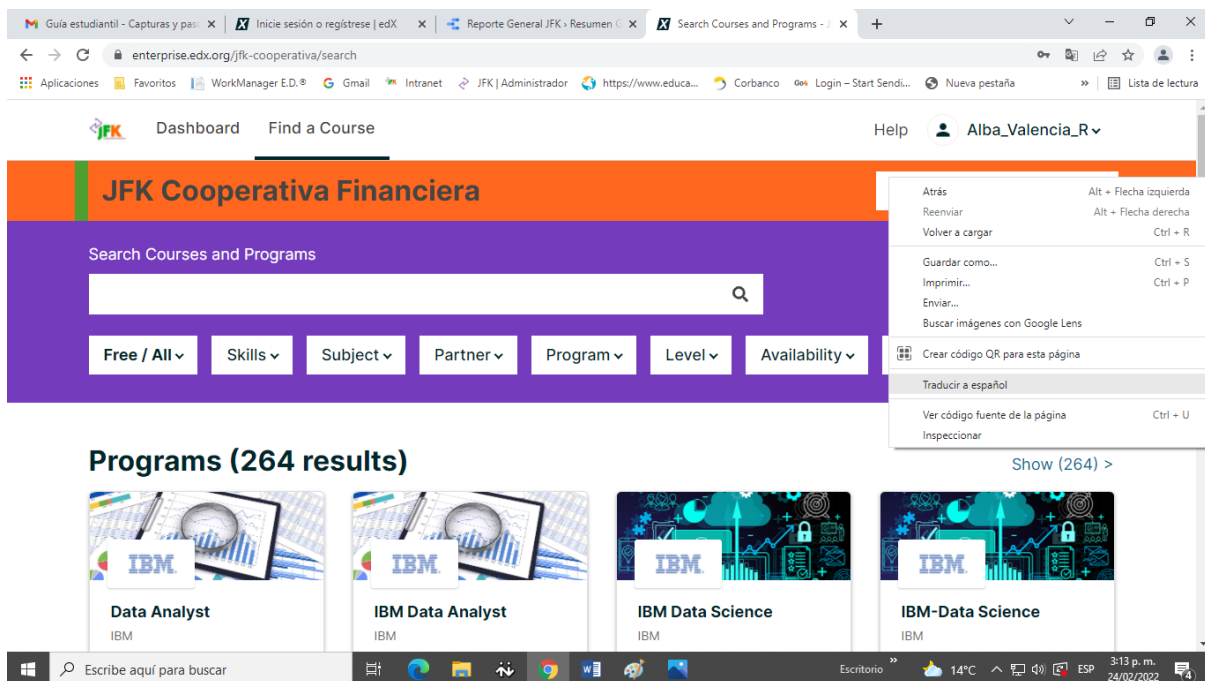 Guía estudiantil - Capturas y paso
Inicie sesión o regístrese | edX
Reporte General JFK › Resumen G
Search Courses and Programs - J
enterprise.edx.org/jfk-cooperativa/search
Aplicaciones Favoritos WorkManager E.D.® Gmail Intranet JFK | Administrador https://www.educa... Corbanco Login – Start Sendi... Nueva pestaña » Lista de lectura
JFK Dashboard Find a Course Help Alba_Valencia_R
JFK Cooperativa Financiera
Search Courses and Programs
Free / All Skills Subject Partner Program Level Availability
Atrás Alt + Flecha izquierda
Reenviar Alt + Flecha derecha
Volver a cargar Ctrl + R
Guardar como... Ctrl + S
Imprimir... Ctrl + P
Enviar...
Buscar imágenes con Google Lens
Crear código QR para esta página
Traducir a español
Ver código fuente de la página Ctrl + U
Inspeccionar
Programs (264 results)
Show (264) >
IBM IBM IBM IBM
Data Analyst IBM Data Analyst IBM Data Science IBM-Data Science
IBM IBM IBM IBM
Escribe aquí para buscar Escritorio » 14°C ESP 3:13 p. m.
24/02/2022 4